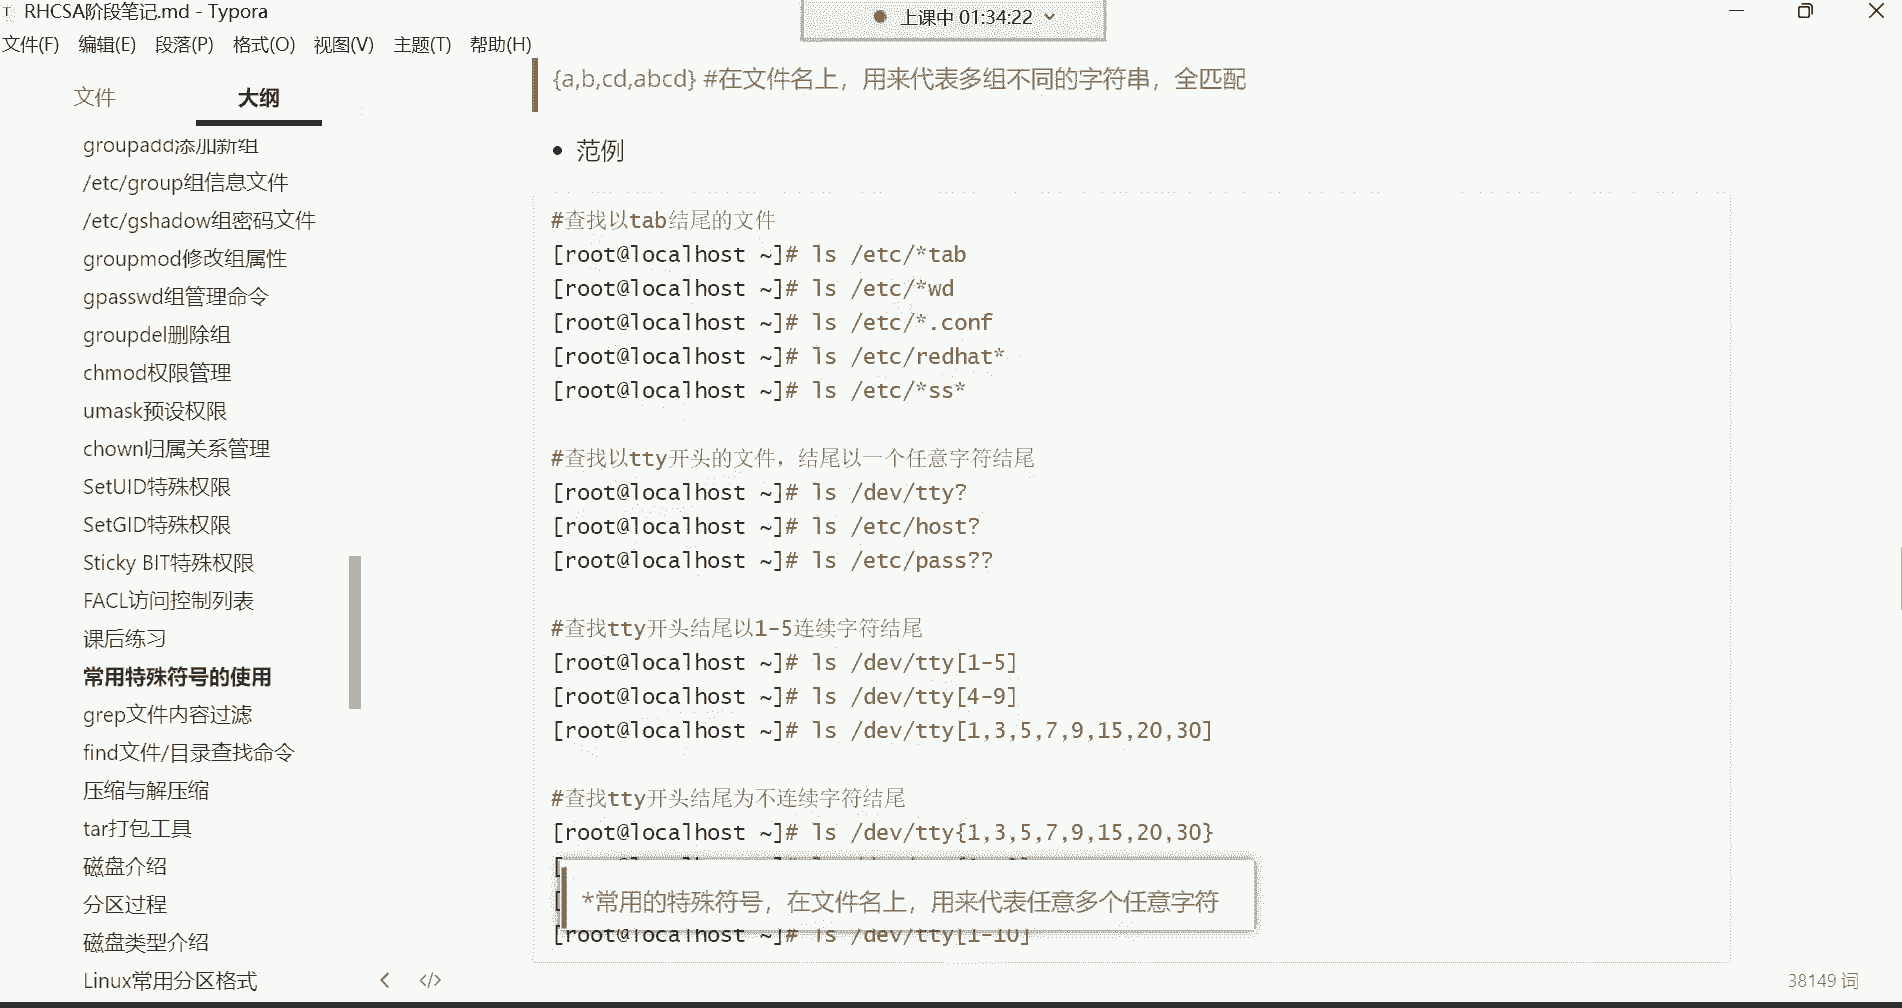 RHCSA阶段笔记.md - Typora
上课中 01:34:22
文件(F) 编辑(E) 段落(P) 格式(O) 视图(V) 主题(T) 帮助(H)
文件 大纲
groupadd添加新组
/etc/group组信息文件
/etc/gshadow组密码文件
groupmod修改组属性
gpasswd组管理命令
groupdel删除组
chmod权限管理
umask预设权限
chown归属关系管理
SetUID特殊权限
SetGID特殊权限
Sticky BIT特殊权限
FACL访问控制列表
课后练习
常用特殊符号的使用
grep文件内容过滤
find文件/目录查找命令
压缩与解压缩
tar打包工具
磁盘介绍
分区过程
磁盘类型介绍
Linux常用分区格式
{a,b,cd,abcd} #在文件名上，用来代表多组不同的字符串，全匹配
范例
#查找以tab结尾的文件
[root@localhost ~]# ls /etc/*tab
[root@localhost ~]# ls /etc/*wd
[root@localhost ~]# ls /etc/*.conf
[root@localhost ~]# ls /etc/redhat*
[root@localhost ~]# ls /etc/*ss*
#查找以tty开头的文件，结尾以一个任意字符结尾
[root@localhost ~]# ls /dev/tty?
[root@localhost ~]# ls /etc/host?
[root@localhost ~]# ls /etc/pass??
#查找tty开头结尾以1-5连续字符结尾
[root@localhost ~]# ls /dev/tty[1-5]
[root@localhost ~]# ls /dev/tty[4-9]
[root@localhost ~]# ls /dev/tty[1,3,5,7,9,15,20,30]
#查找tty开头结尾为不连续字符结尾
[root@localhost ~]# ls /dev/tty{1,3,5,7,9,15,20,30}
*常用的特殊符号，在文件名上，用来代表任意多个任意字符
[root@localhost ~]# ls /dev/tty[1-10]
38149 词